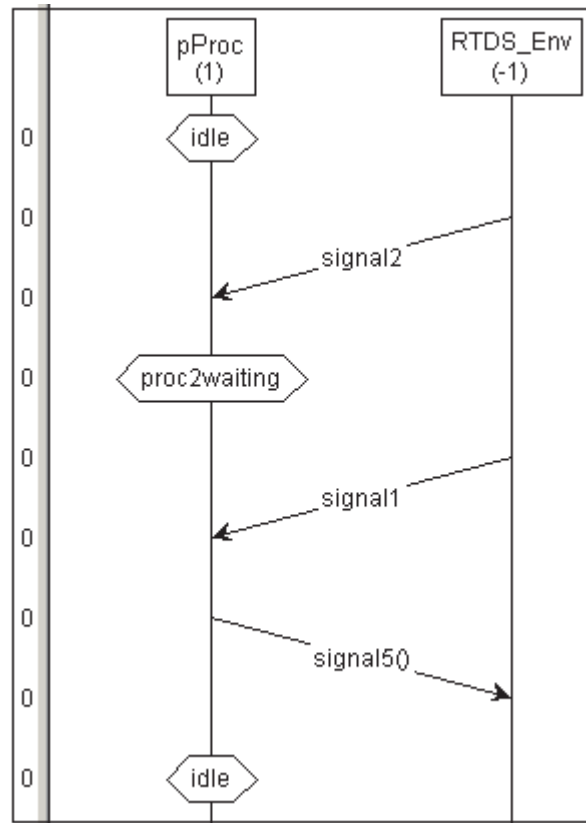 pProc
(1)
RTDS_Env
(-1)
0
idle
0
signal2
0
0
proc2waiting
0
signal1
0
0
signal5()
0
0
idle